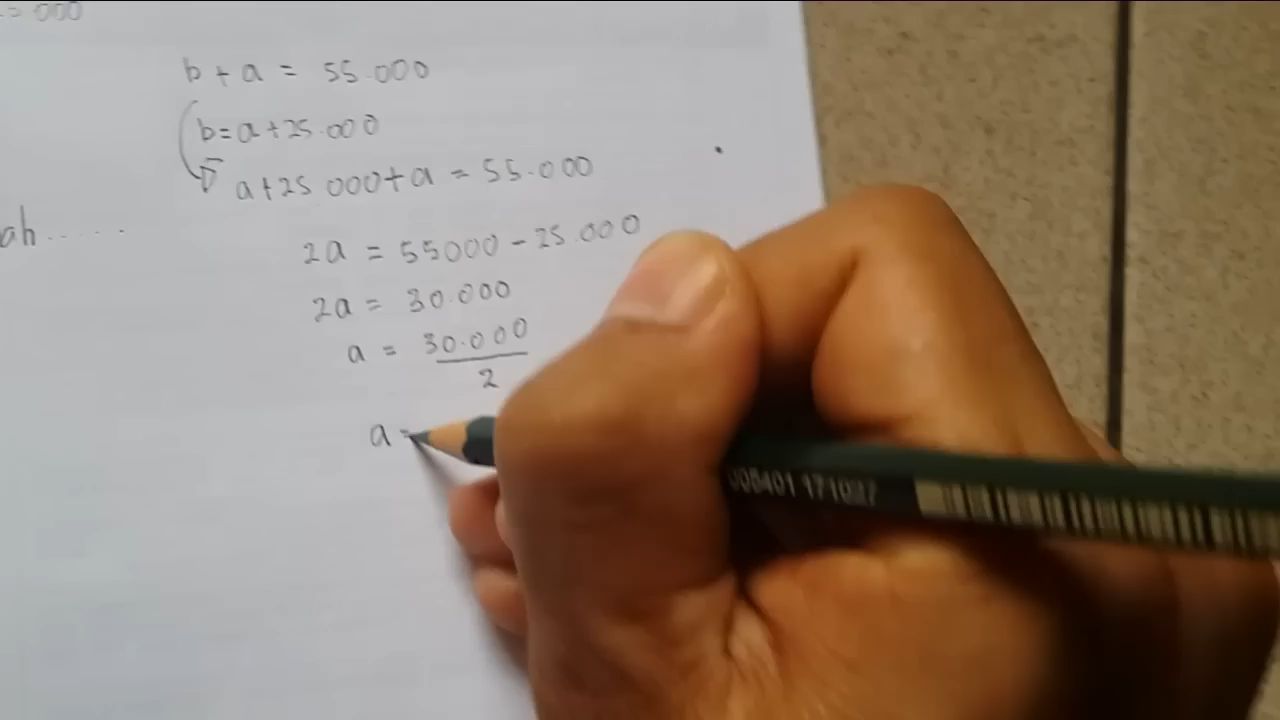 = 000
b + a = 55.000
b=a+25.000
a+25 000+a = 55.000
ah.....
2a = 55000 - 25.000
2a = 30.000
a = 30.000
2
a =